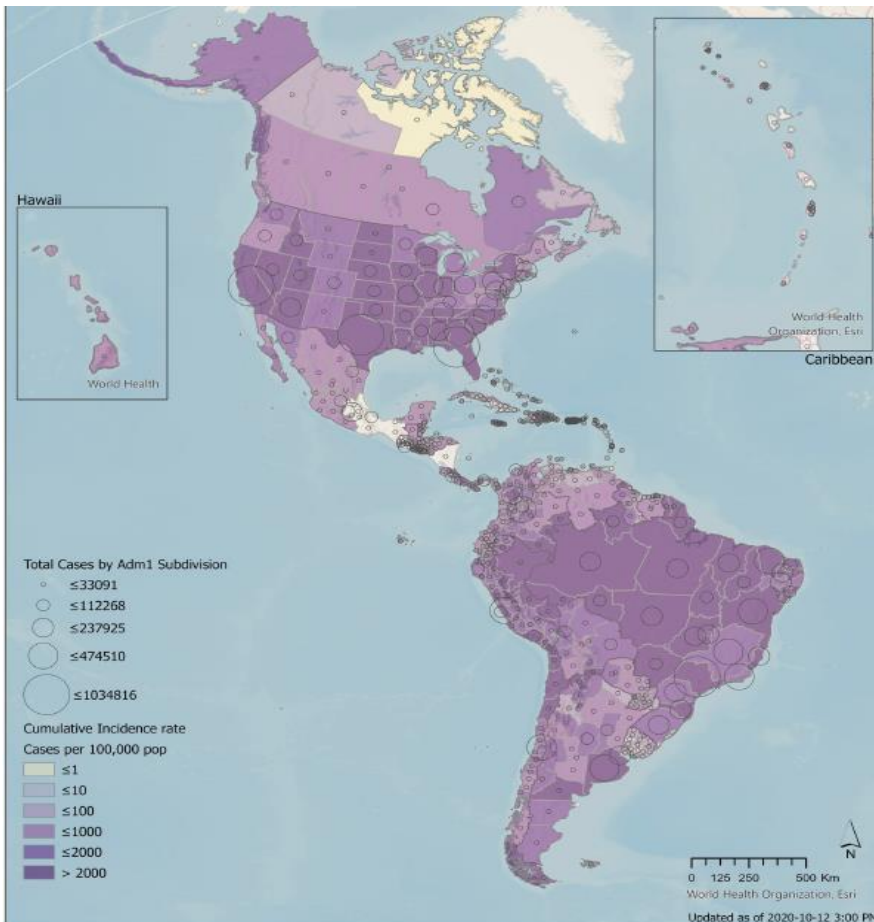 Hawaii
World Health
World Health
Organization, Esri
Caribbean
Total Cases by Adm1 Subdivision
≤33091
≤112268
≤237925
≤474510
≤1034816
Cumulative Incidence rate
Cases per 100,000 pop
≤1
≤10
≤100
≤1000
≤2000
> 2000
N
0 125 250 500 Km
World Health Organization, Esri
Updated as of 2020-10-12 3:00 PM